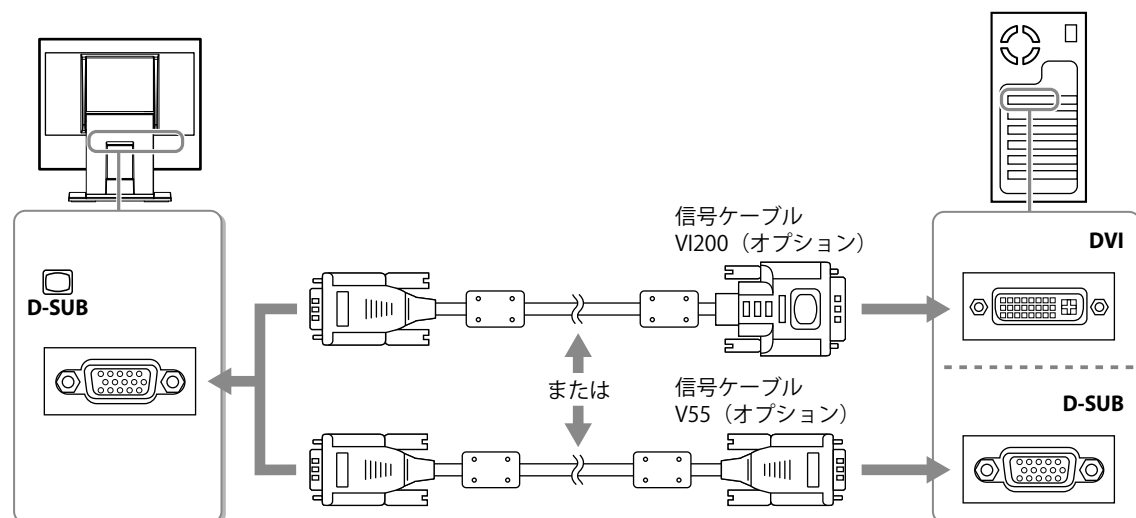 信号ケーブル
VI200（オプション）
DVI
D-SUB
または
信号ケーブル
V55（オプション）
D-SUB